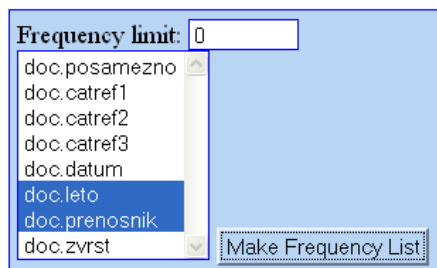 Frequency limit: 0
doc.posamezno
doc.catref1
doc.catref2
doc.catref3
doc.datum
doc.leto
doc.prenosnik
doc.zvrst
Make Frequency List